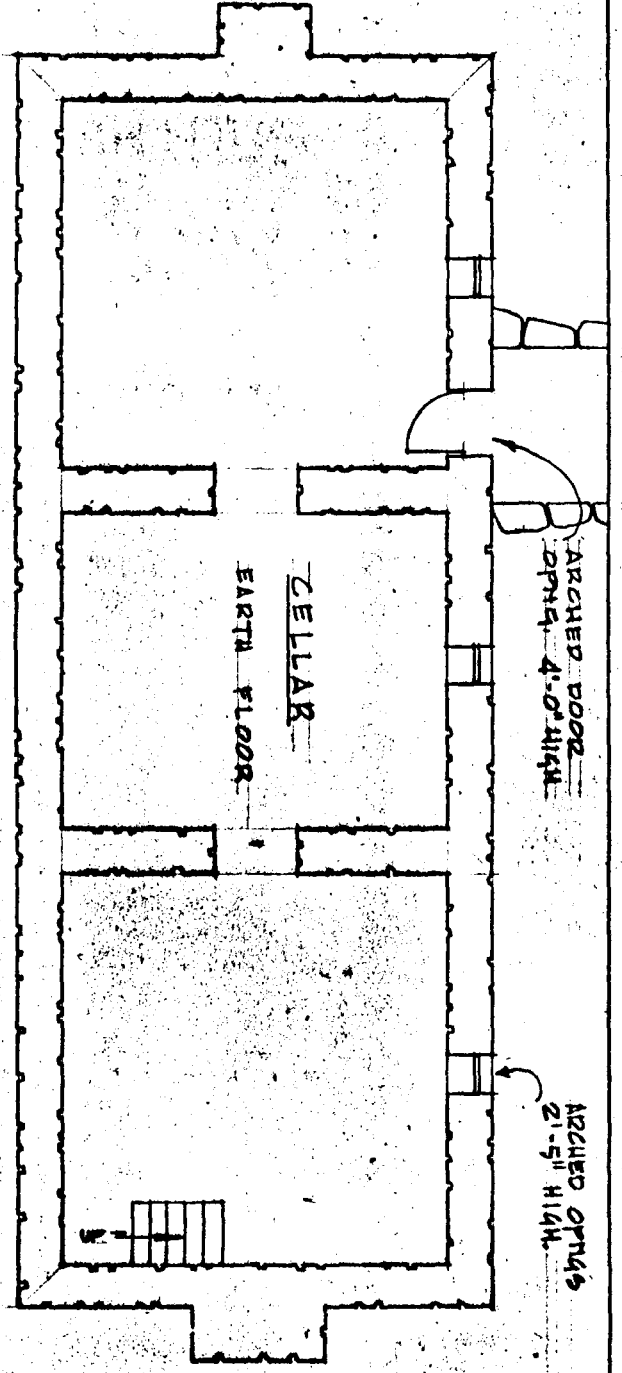 ARCHED DOOR
OPNG. 4'-0" HIGH
ARCHED OPNGS
2'-5" HIGH
CELLAR
EARTH FLOOR
UP